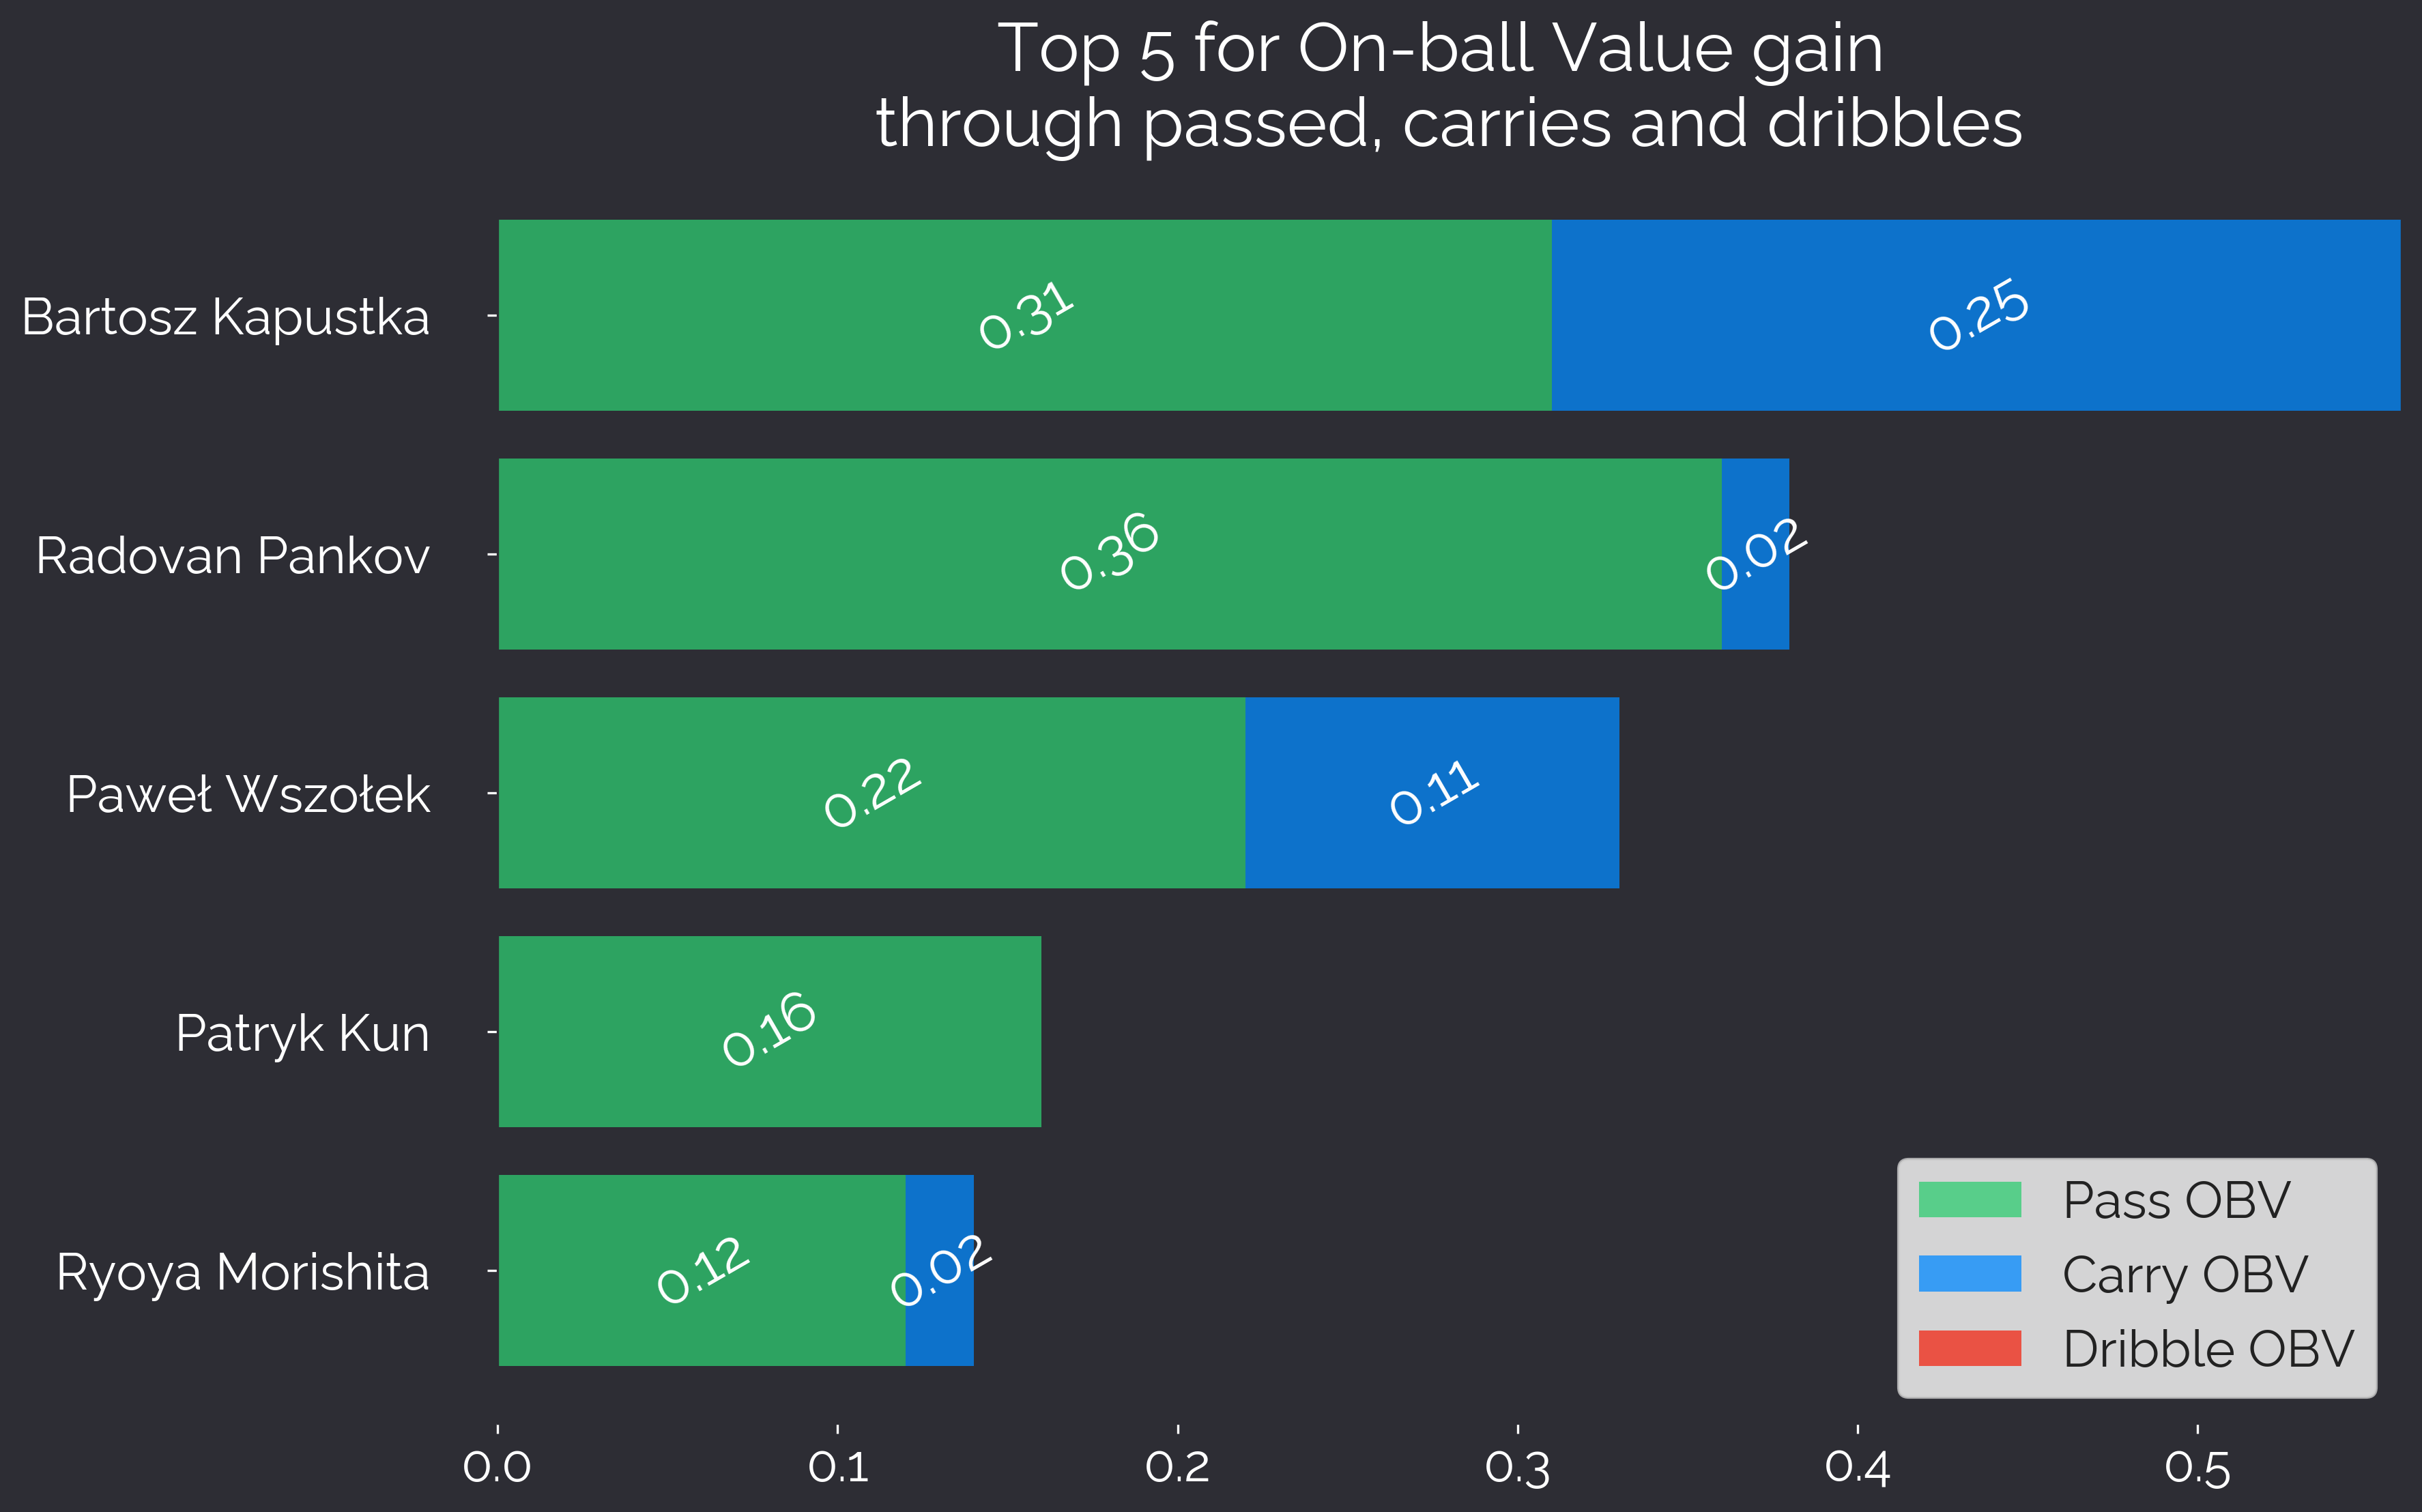 Top 5 for On-ball Value gain
through passed, carries and dribbles
Bartosz Kapustka
0.31
0.25
Radovan Pankov
0.36
0.02
Paweł Wszołek
0.22
0.11
Patryk Kun
0.16
Ryoya Morishita
0.12
0.02
Pass OBV
Carry OBV
Dribble OBV
0.0 0.1 0.2 0.3 0.4 0.5